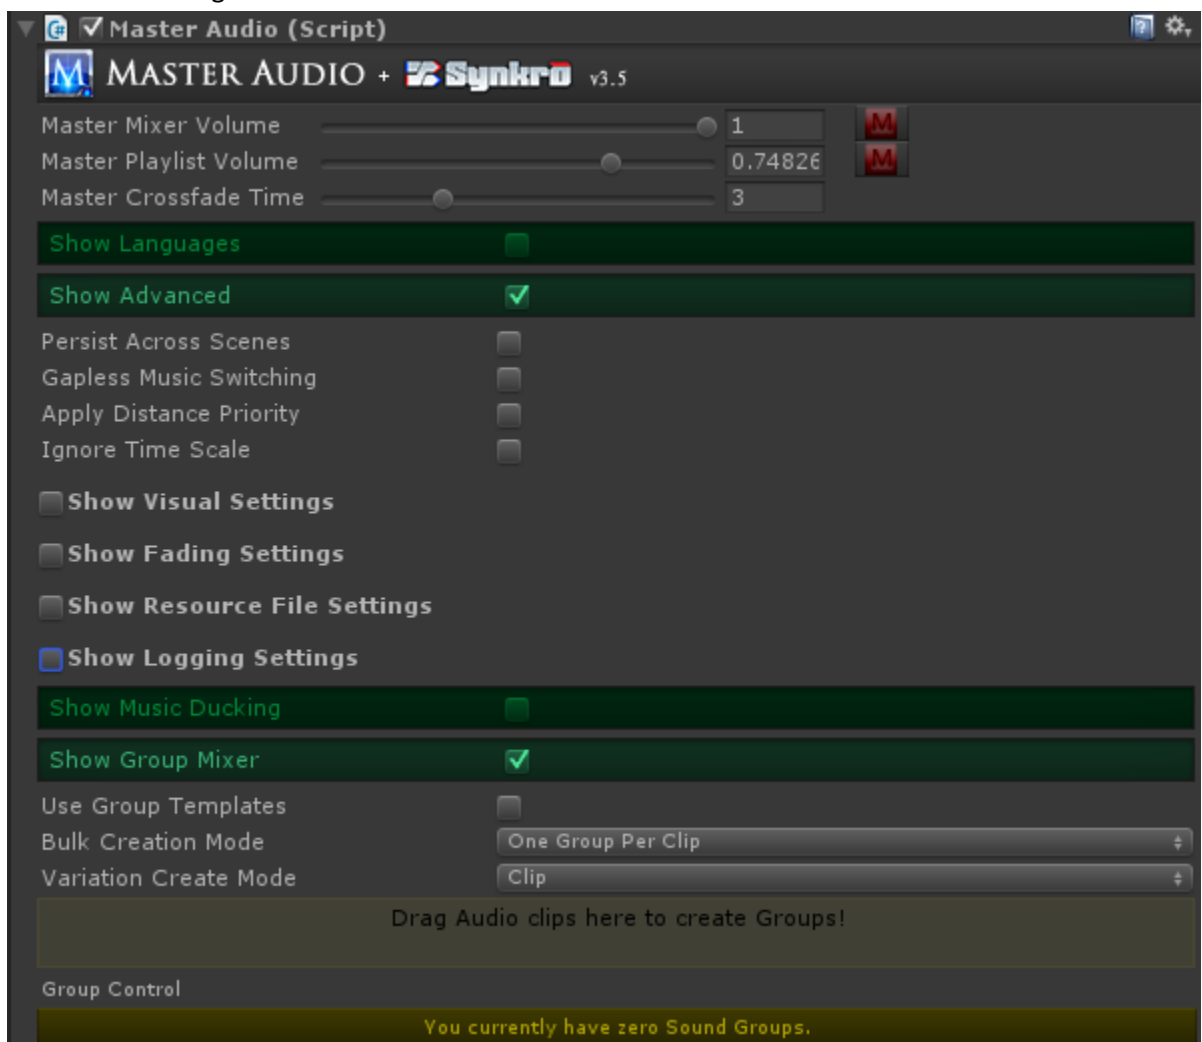 Master Audio (Script)
M MASTER AUDIO + Synkro v3.5
Master Mixer Volume 1 M
Master Playlist Volume 0.74826 M
Master Crossfade Time 3
Show Languages
Show Advanced
Persist Across Scenes
Gapless Music Switching
Apply Distance Priority
Ignore Time Scale
Show Visual Settings
Show Fading Settings
Show Resource File Settings
Show Logging Settings
Show Music Ducking
Show Group Mixer
Use Group Templates
Bulk Creation Mode One Group Per Clip
Variation Create Mode Clip
Drag Audio clips here to create Groups!
Group Control
You currently have zero Sound Groups.